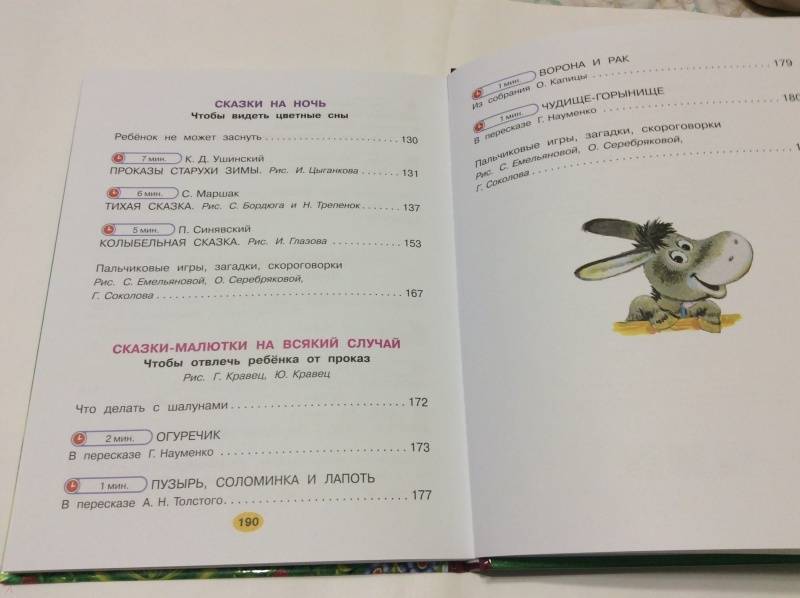 СКАЗКИ НА НОЧЬ
Чтобы видеть цветные сны
Ребёнок не может заснуть ..................... 130
7 мин. К. Д. Ушинский
ПРОКАЗЫ СТАРУХИ ЗИМЫ. Рис. И. Цыганкова ....... 131
6 мин. С. Маршак
ТИХАЯ СКАЗКА. Рис. С. Бордюга и Н. Трепенок ..... 137
5 мин. П. Синявский
КОЛЫБЕЛЬНАЯ СКАЗКА. Рис. И. Глазова .......... 153
Пальчиковые игры, загадки, скороговорки
Рис. С. Емельяновой, О. Серебряковой,
Г. Соколова ..................................... 167
СКАЗКИ-МАЛЮТКИ НА ВСЯКИЙ СЛУЧАЙ
Чтобы отвлечь ребёнка от проказ
Рис. Г. Кравец, Ю. Кравец
Что делать с шалунами ........................ 172
2 мин. ОГУРЕЧИК
В пересказе Г. Науменко .......................... 173
1 мин. ПУЗЫРЬ, СОЛОМИНКА И ЛАПОТЬ
В пересказе А. Н. Толстого ........................ 177
190
1 мин. ВОРОНА И РАК
Из собрания О. Капицы .......................... 179
1 мин. ЧУДИЩЕ-ГОРЫНИЩЕ
В пересказе Г. Науменко .......................... 180
Пальчиковые игры, загадки, скороговорки
Рис. С. Емельяновой, О. Серебряковой,
Г. Соколова .....................................